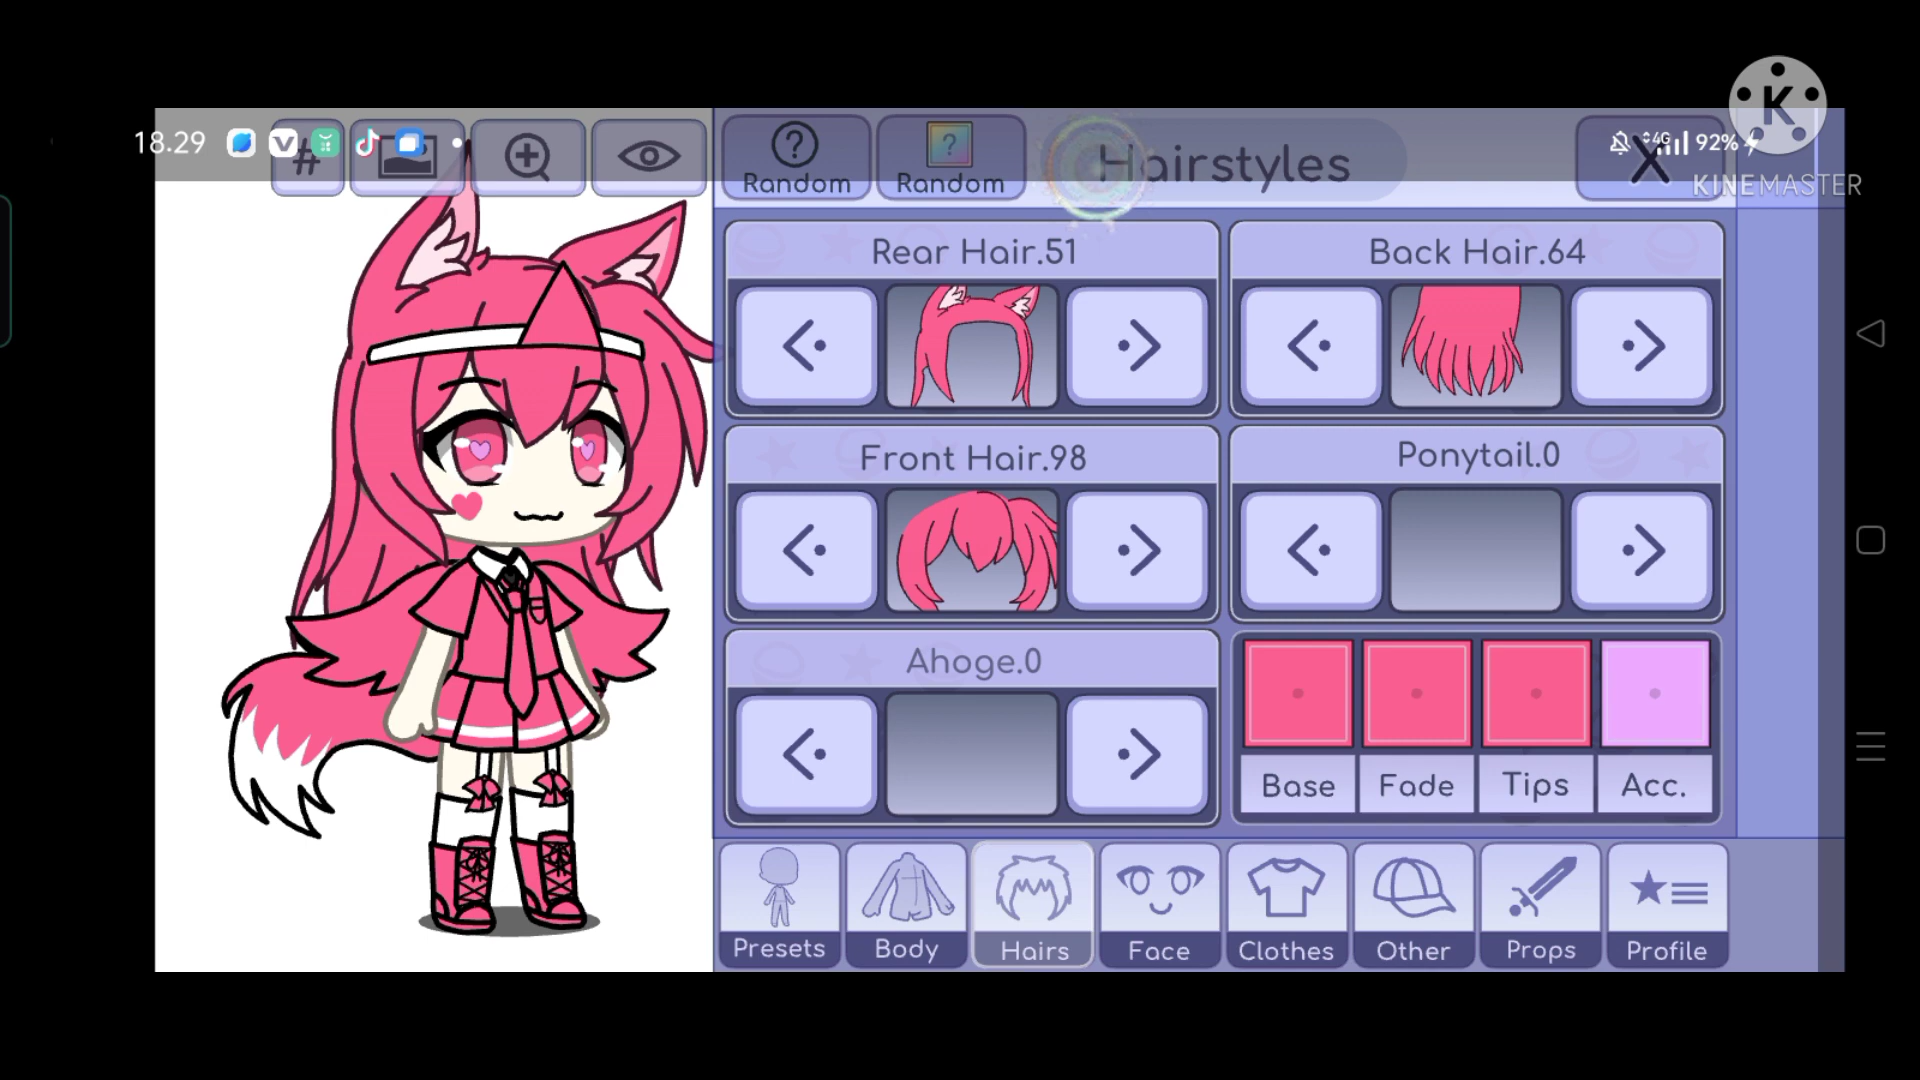 18.29
V
#
?
Random
?
Random
Hairstyles
X
4G
92%
K
KINEMASTER
Rear Hair.51
Back Hair.64
Front Hair.98
Ponytail.0
Ahoge.0
Base
Fade
Tips
Acc.
Presets
Body
Hairs
Face
Clothes
Other
Props
Profile